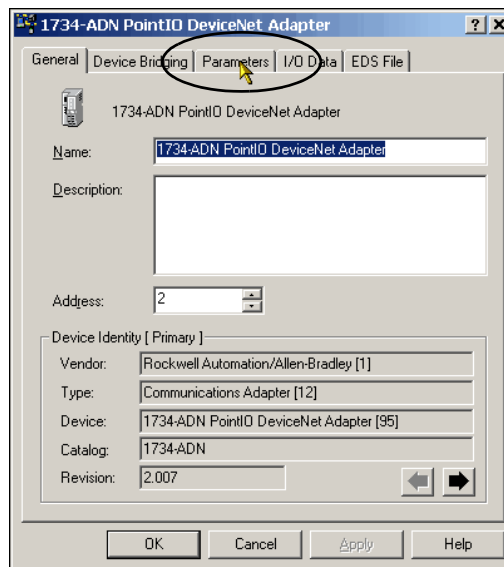 1734-ADN PointIO DeviceNet Adapter
? X
General Device Bridging Parameters I/O Data EDS File
1734-ADN PointIO DeviceNet Adapter
Name: 1734-ADN PointIO DeviceNet Adapter
Description:
Address: 2
Device Identity [ Primary ]
Vendor: Rockwell Automation/Allen-Bradley [1]
Type: Communications Adapter [12]
Device: 1734-ADN PointIO DeviceNet Adapter [95]
Catalog: 1734-ADN
Revision: 2.007
OK Cancel Apply Help